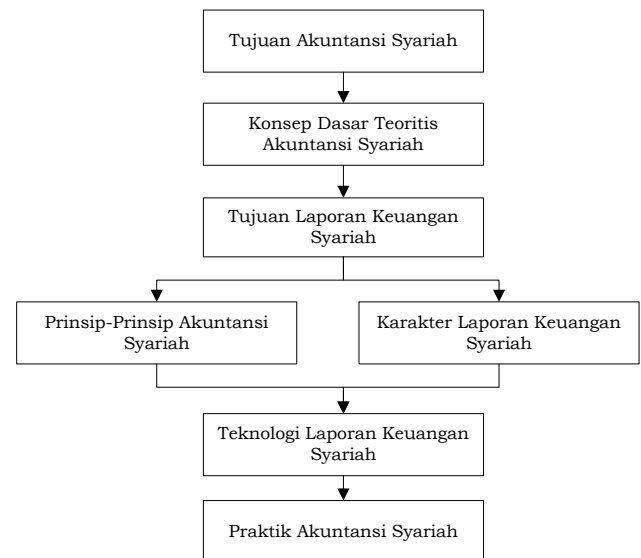 Tujuan Akuntansi Syariah
Konsep Dasar Teoritis
Akuntansi Syariah
Tujuan Laporan Keuangan
Syariah
Prinsip-Prinsip Akuntansi
Syariah
Karakter Laporan Keuangan
Syariah
Teknologi Laporan Keuangan
Syariah
Praktik Akuntansi Syariah